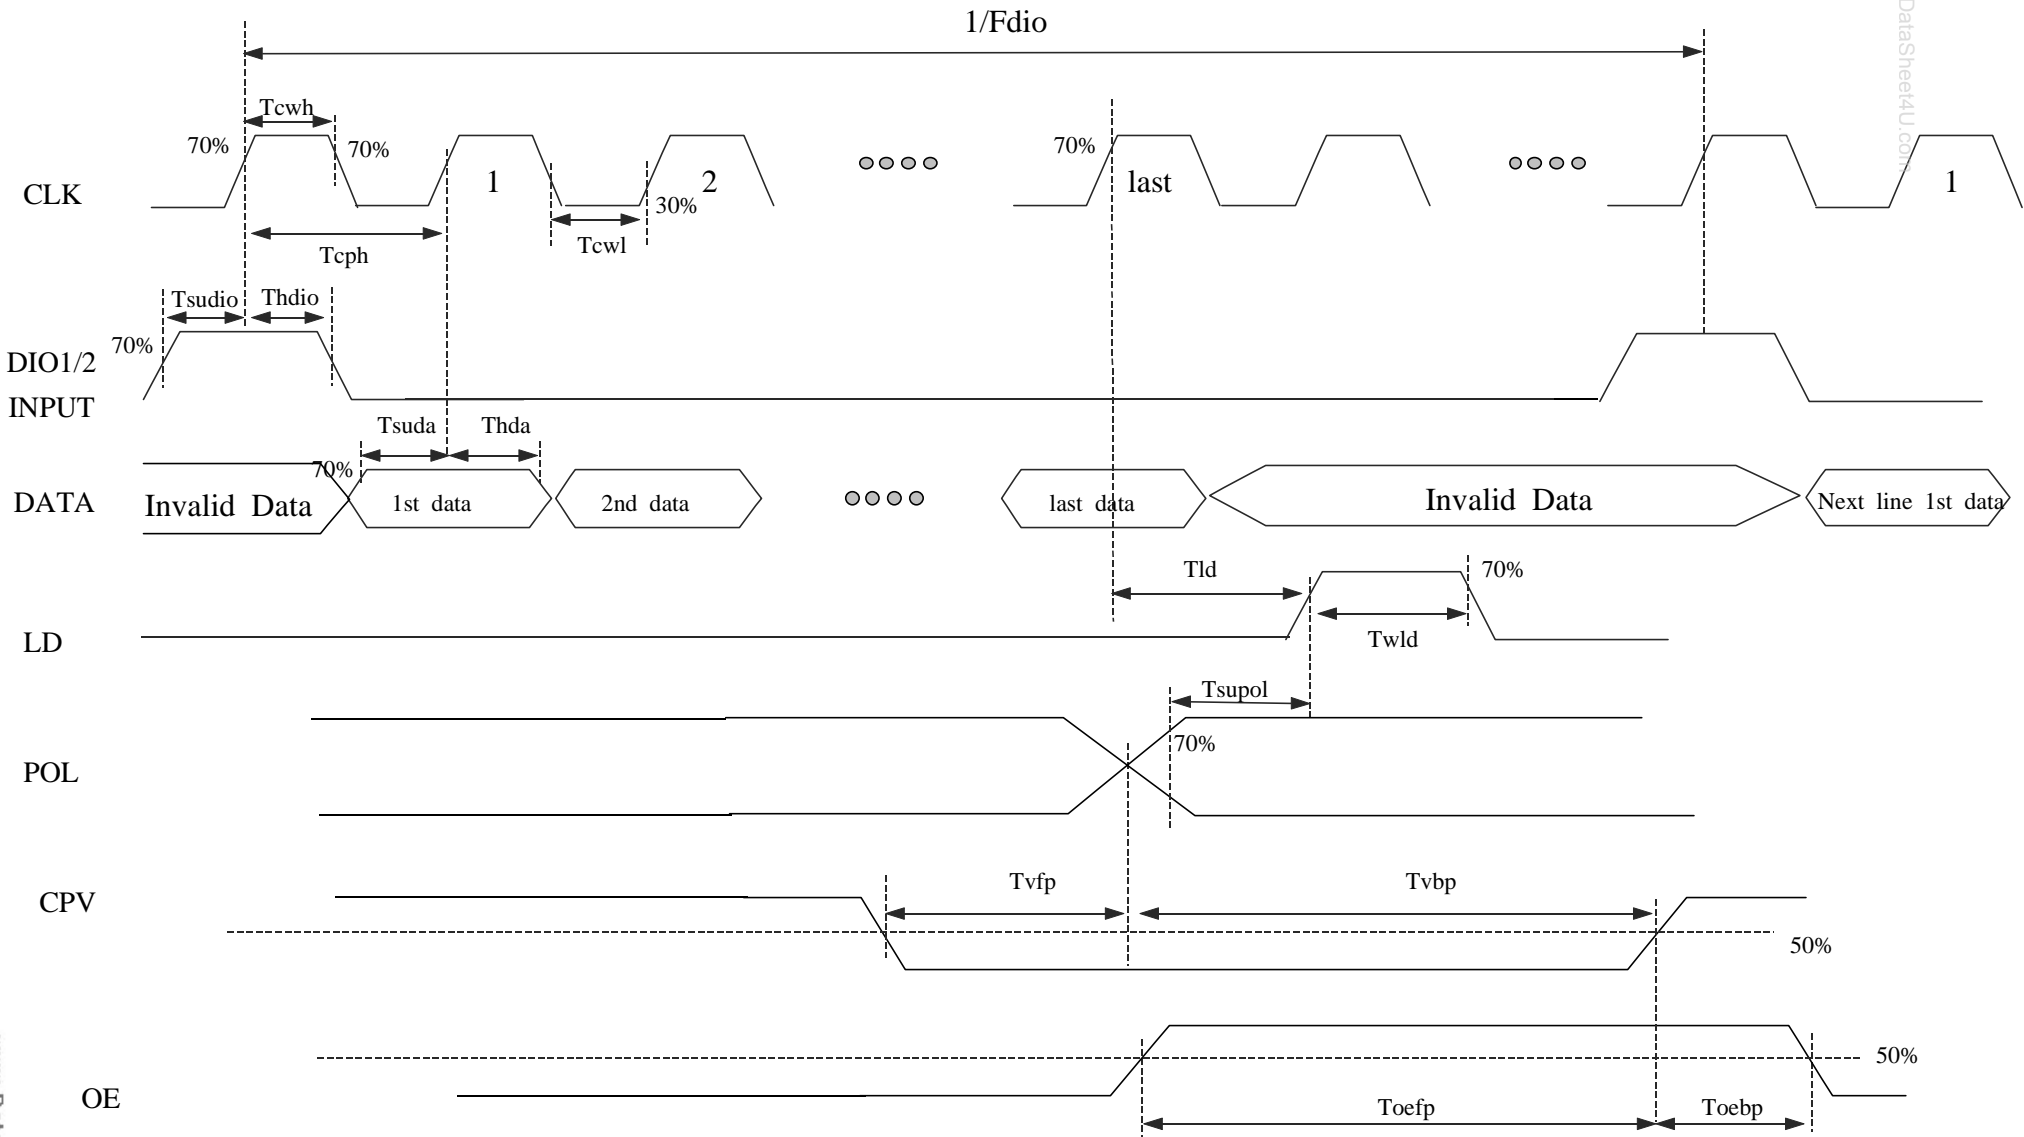 1/Fdio
DataSheet4U.com
Tcwh
70%
70%
70%
CLK
1
2
last
1
30%
Tcwl
Tcph
Tsudio
Thdio
70%
DIO1/2
INPUT
Tsuda
Thda
70%
DATA
Invalid Data
1st data
2nd data
last data
Invalid Data
Next line 1st data
Tld
70%
LD
Twld
Tsupol
70%
POL
CPV
Tvfp
Tvbp
50%
50%
OE
Toefp
Toebp